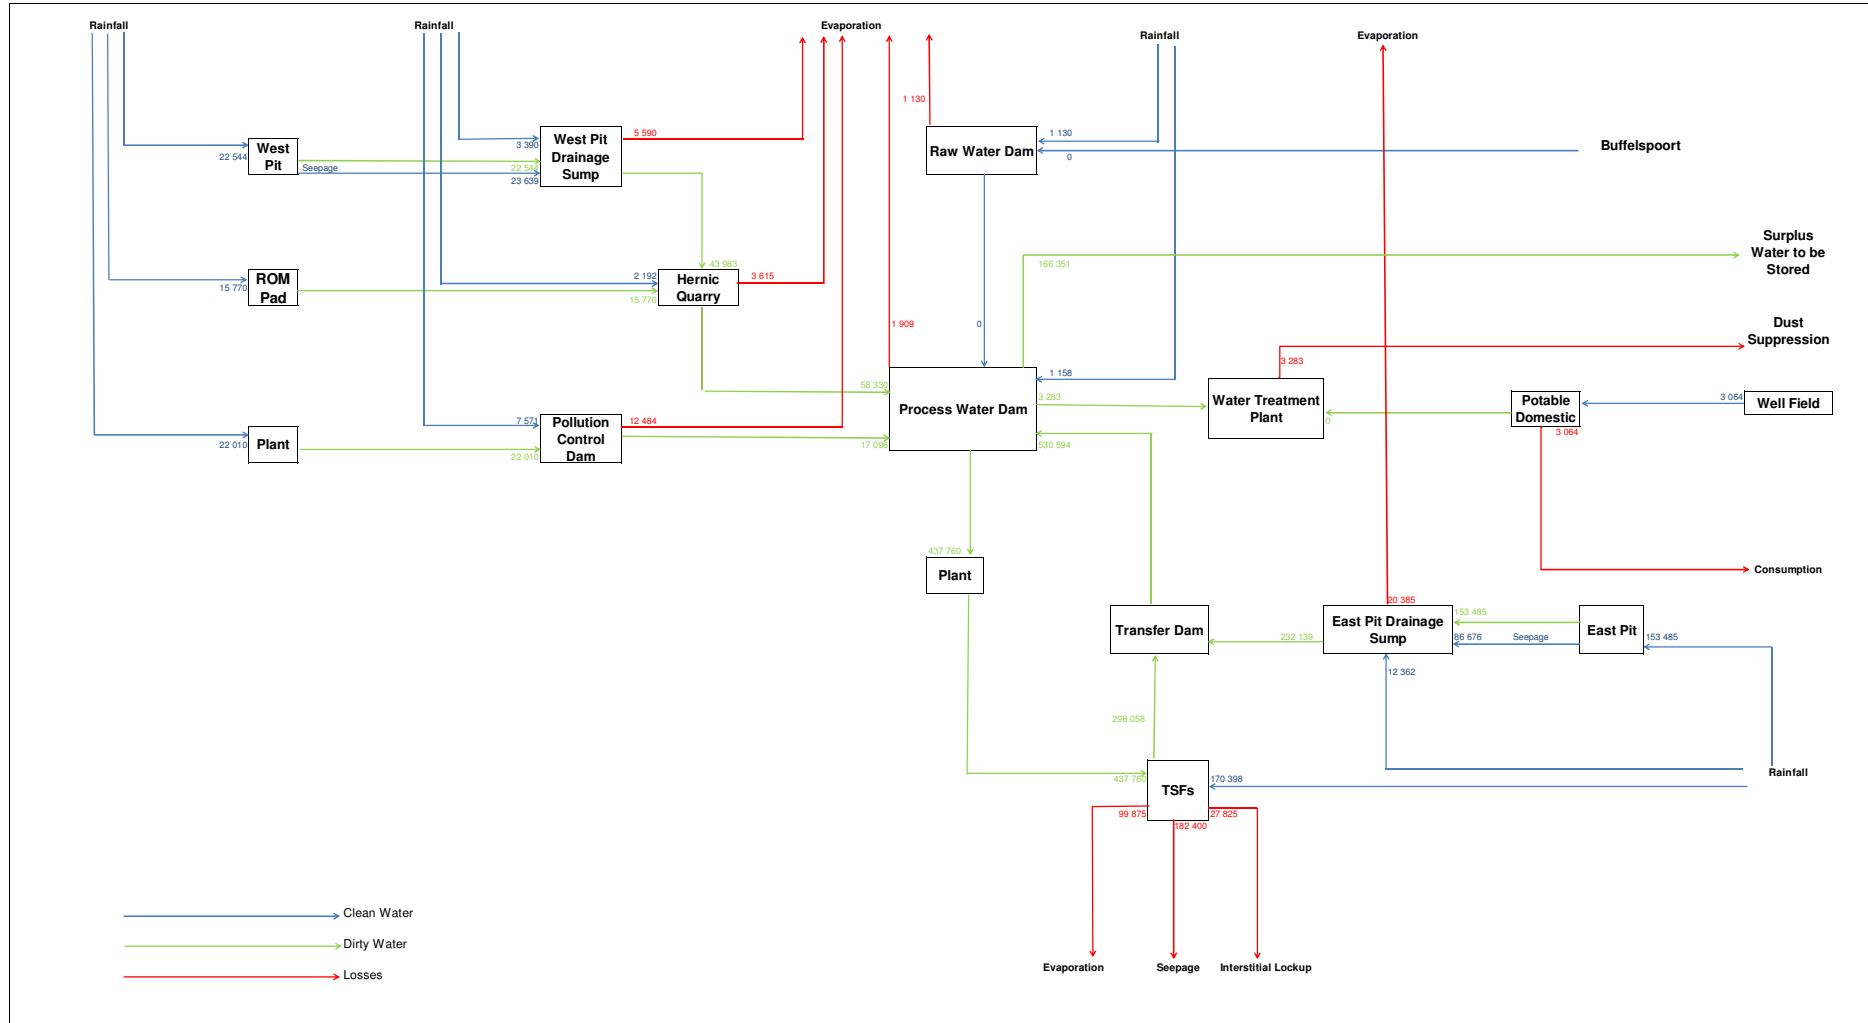 Rainfall
Rainfall
Evaporation
Rainfall
Evaporation
1 130
West
Pit
22 544
Seepage
West Pit
Drainage
Sump
3 390
22 544
23 639
5 590
Raw Water Dam
1 130
0
Buffelspoort
Surplus
Water to be
Stored
166 351
43 983
ROM
Pad
15 770
2 192
15 770
Hernic
Quarry
3 615
1 909
0
Dust
Suppression
3 283
58 330
Process Water Dam
1 158
3 283
530 594
17 096
Water Treatment
Plant
0
Potable
Domestic
3 064
3 064
Well Field
Plant
22 010
7 571
22 010
Pollution
Control
Dam
12 484
437 760
Plant
Consumption
Transfer Dam
232 139
20 385
East Pit Drainage
Sump
153 485
86 676
Seepage
East Pit
153 485
12 362
298 058
437 760
TSFs
170 398
Rainfall
99 875
182 400
27 825
Clean Water
Dirty Water
Losses
Evaporation
Seepage
Interstitial Lockup